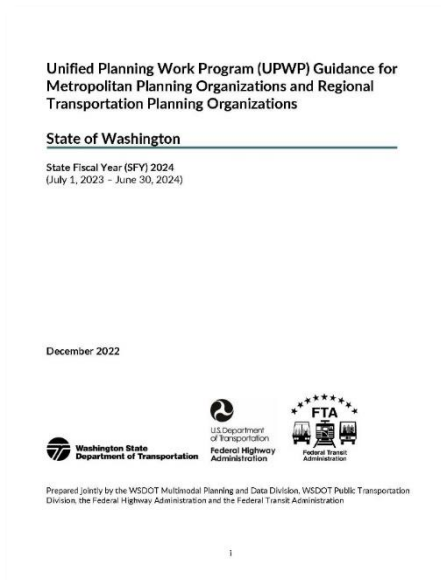 Unified Planning Work Program (UPWP) Guidance for
Metropolitan Planning Organizations and Regional
Transportation Planning Organizations
State of Washington
State Fiscal Year (SFY) 2024
(July 1, 2023 – June 30, 2024)
December 2022
Washington State
Department of Transportation
U.S. Department
of Transportation
Federal Highway
Administration
FTA
Federal Transit
Administration
Prepared jointly by the WSDOT Multimodal Planning and Data Division, WSDOT Public Transportation
Division, the Federal Highway Administration and the Federal Transit Administration
1